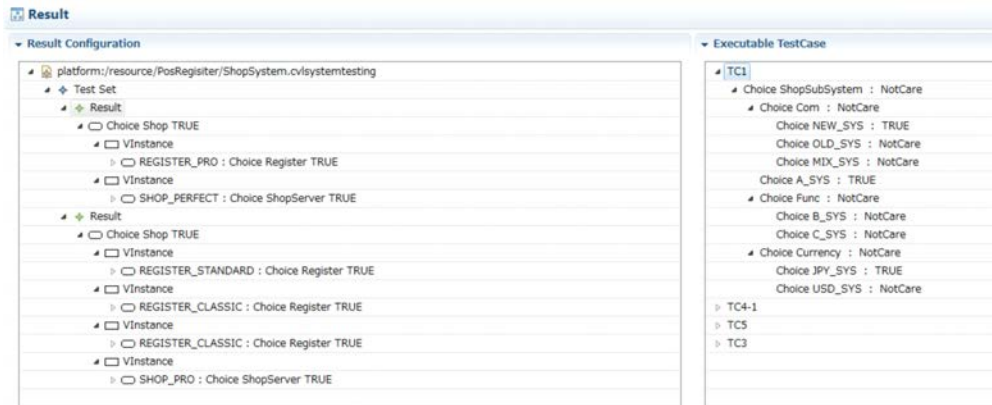 Result
Result Configuration
platform:/resource/PosRegisiter/ShopSystem.cvlsystemtesting
Test Set
Result
Choice Shop TRUE
VInstance
REGISTER_PRO : Choice Register TRUE
VInstance
SHOP_PERFECT : Choice ShopServer TRUE
Result
Choice Shop TRUE
VInstance
REGISTER_STANDARD : Choice Register TRUE
VInstance
REGISTER_CLASSIC : Choice Register TRUE
VInstance
REGISTER_CLASSIC : Choice Register TRUE
VInstance
SHOP_PRO : Choice ShopServer TRUE
Executable TestCase
TC1
Choice ShopSubSystem : NotCare
Choice Com : NotCare
Choice NEW_SYS : TRUE
Choice OLD_SYS : NotCare
Choice MIX_SYS : NotCare
Choice A_SYS : TRUE
Choice Func : NotCare
Choice B_SYS : NotCare
Choice C_SYS : NotCare
Choice Currency : NotCare
Choice JPY_SYS : TRUE
Choice USD_SYS : NotCare
TC4-1
TC5
TC3